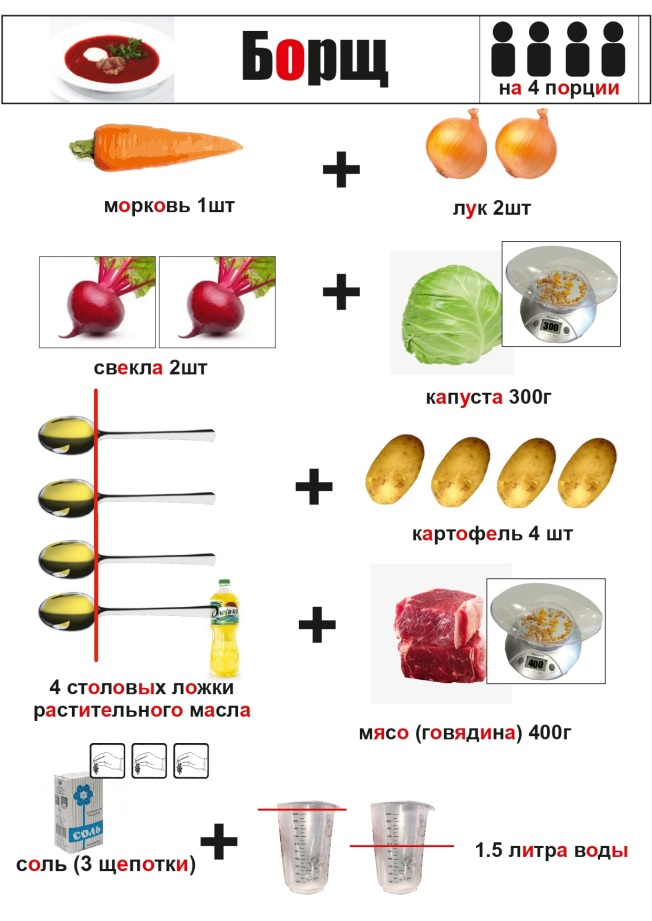 Борщ
на 4 порции
морковь 1шт
лук 2шт
300
свекла 2шт
капуста 300г
картофель 4 шт
Олейна
400
4 столовых ложки
растительного масла
мясо (говядина) 400г
СОЛЬ
соль (3 щепотки)
1.5 литра воды